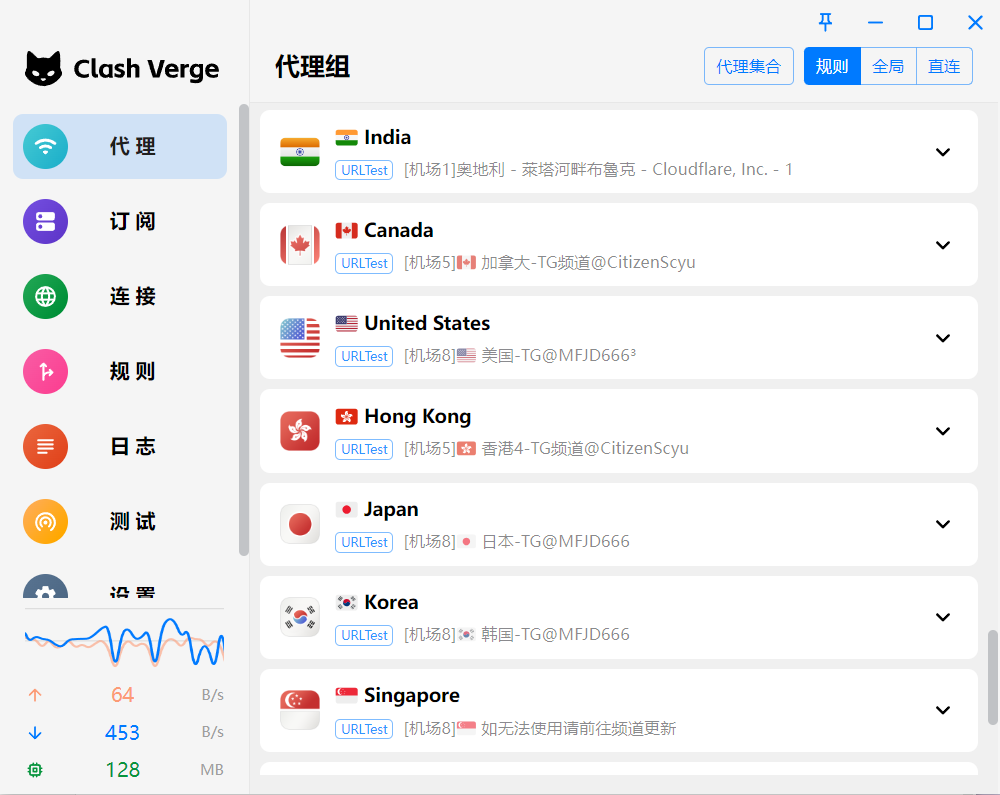 Clash Verge
代理组
代理集合
规则
全局
直连
代 理
订 阅
连 接
规 则
日 志
测 试
设 置
64 B/s
453 B/s
128 MB
India
URLTest [机场1]奥地利 - 萊塔河畔布魯克 - Cloudflare, Inc. - 1
Canada
URLTest [机场5]🇨🇦 加拿大-TG频道@CitizenScyu
United States
URLTest [机场8]🇺🇸 美国-TG@MFJD666³
Hong Kong
URLTest [机场5]🇭🇰 香港4-TG频道@CitizenScyu
Japan
URLTest [机场8]🇯🇵 日本-TG@MFJD666
Korea
URLTest [机场8]🇰🇷 韩国-TG@MFJD666
Singapore
URLTest [机场8]🇸🇬 如无法使用请前往频道更新